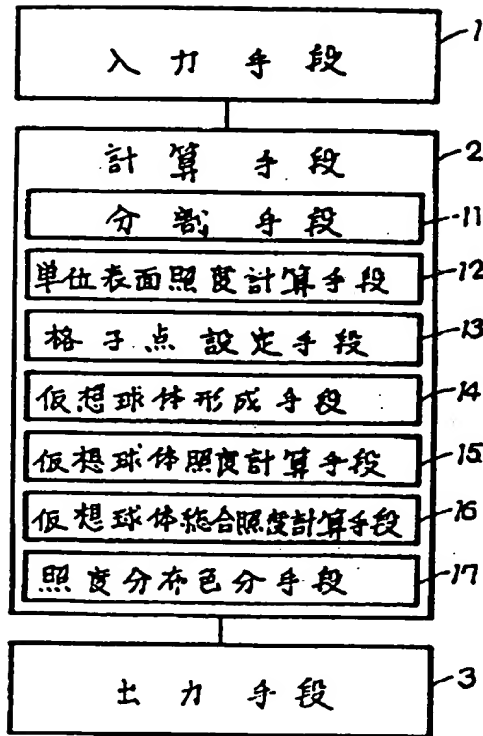 入力手段 1
計算手段 2
分割手段 11
単位表面照度計算手段 12
格子点設定手段 13
仮想球体形成手段 14
仮想球体照度計算手段 15
仮想球体総合照度計算手段 16
照度分布色分手段 17
出力手段 3